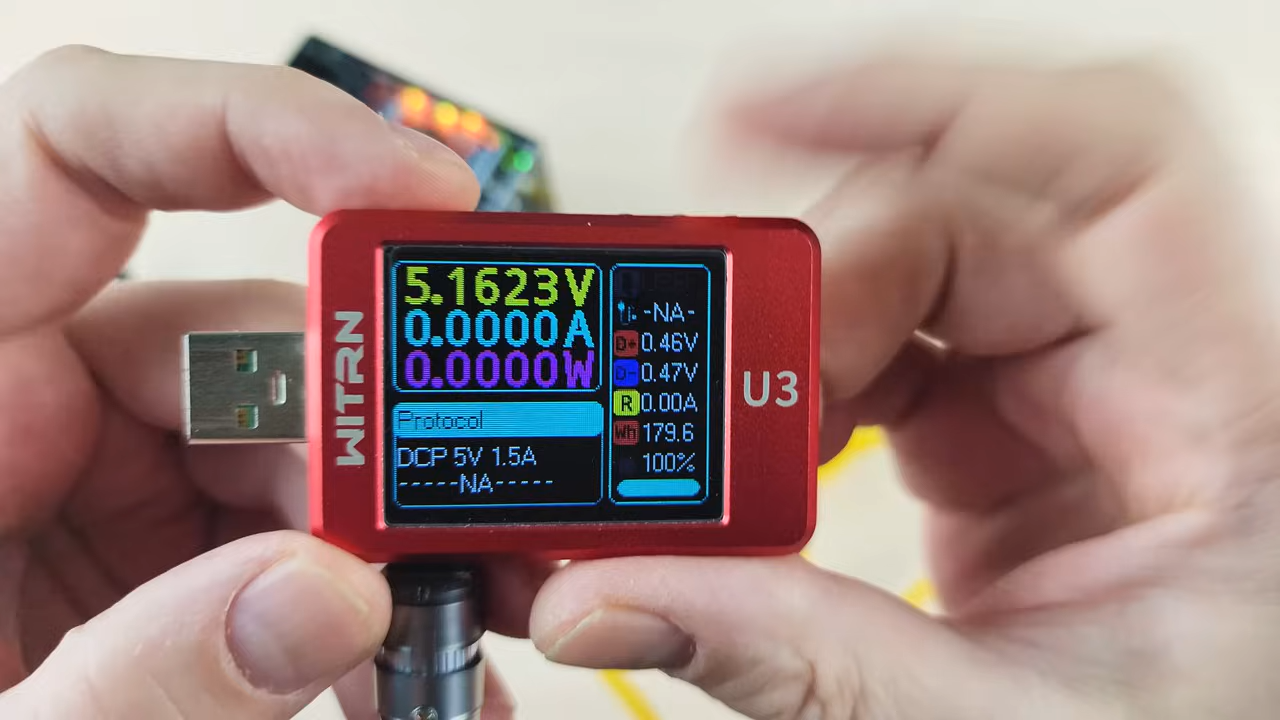 WITRN
5.1623V
0.0000A
0.0000W
Protocol
DCP 5V 1.5A
-----NA-----
-NA-
D+ 0.46V
D- 0.47V
R 0.00A
Wh 179.6
100%
U3